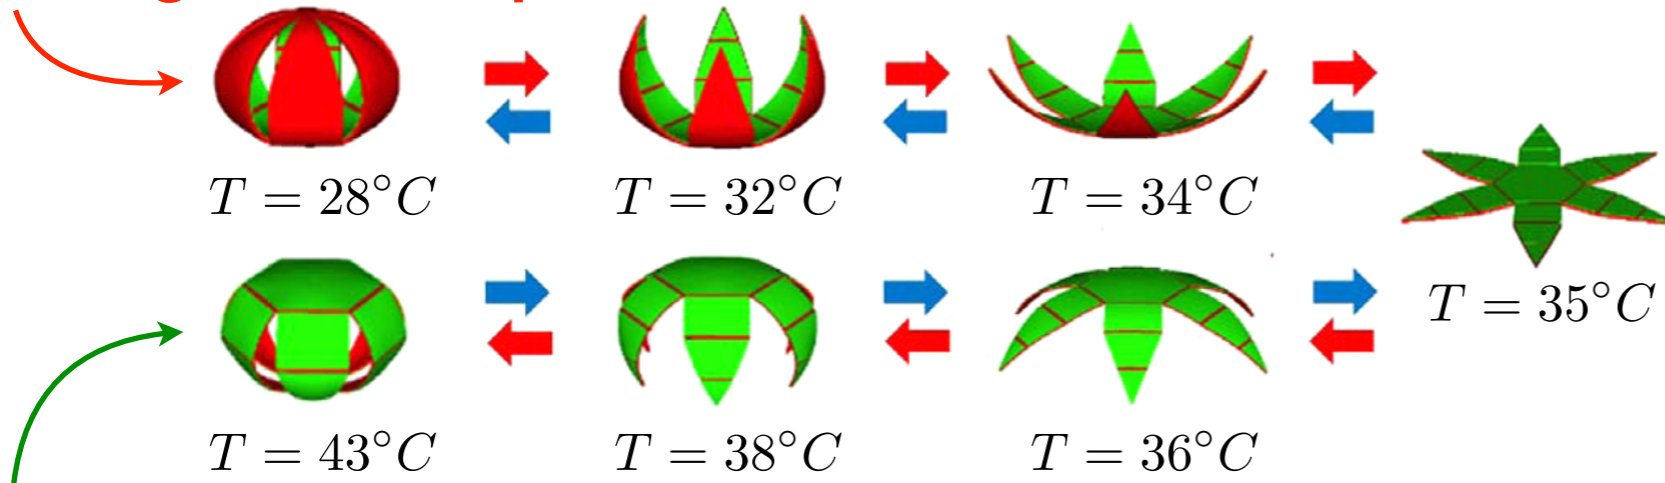 T = 28°C
T = 32°C
T = 34°C
T = 35°C
T = 43°C
T = 38°C
T = 36°C